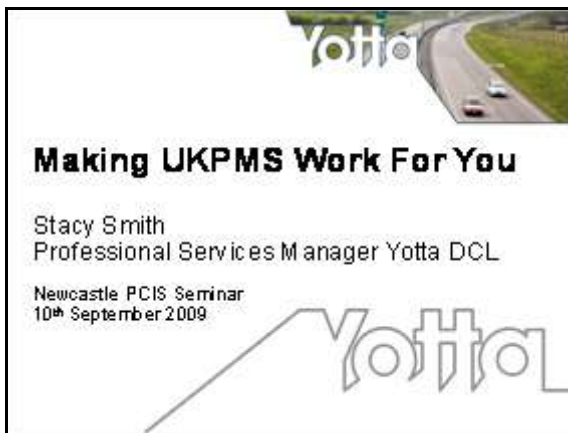 Yotta
Making UKPMS Work For You
Stacy Smith
Professional Services Manager Yotta DCL
Newcastle PCIS Seminar
10th September 2009
Yotta